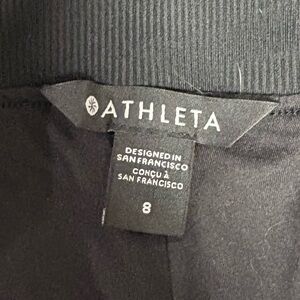 ATHLETA
DESIGNED IN
SAN FRANCISCO
CONÇU À
SAN FRANCISCO
8